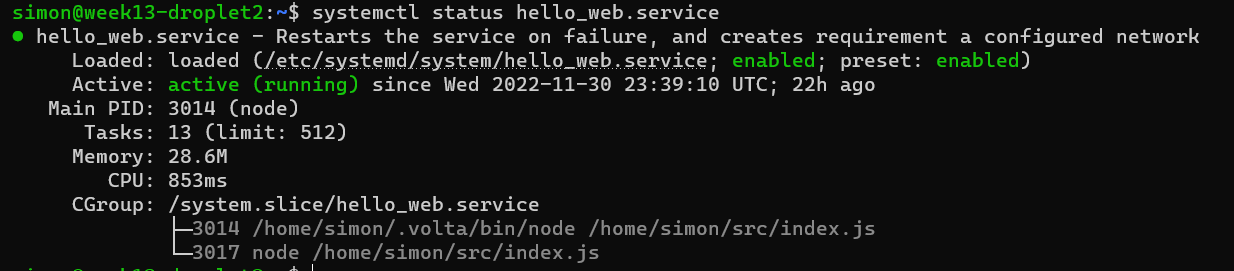 simon@week13-droplet2:~$ systemctl status hello_web.service
● hello_web.service - Restarts the service on failure, and creates requirement a configured network
Loaded: loaded (/etc/systemd/system/hello_web.service; enabled; preset: enabled)
Active: active (running) since Wed 2022-11-30 23:39:10 UTC; 22h ago
Main PID: 3014 (node)
Tasks: 13 (limit: 512)
Memory: 28.6M
CPU: 853ms
CGroup: /system.slice/hello_web.service
├─3014 /home/simon/.volta/bin/node /home/simon/src/index.js
└─3017 node /home/simon/src/index.js
simon@week13-droplet2:~$